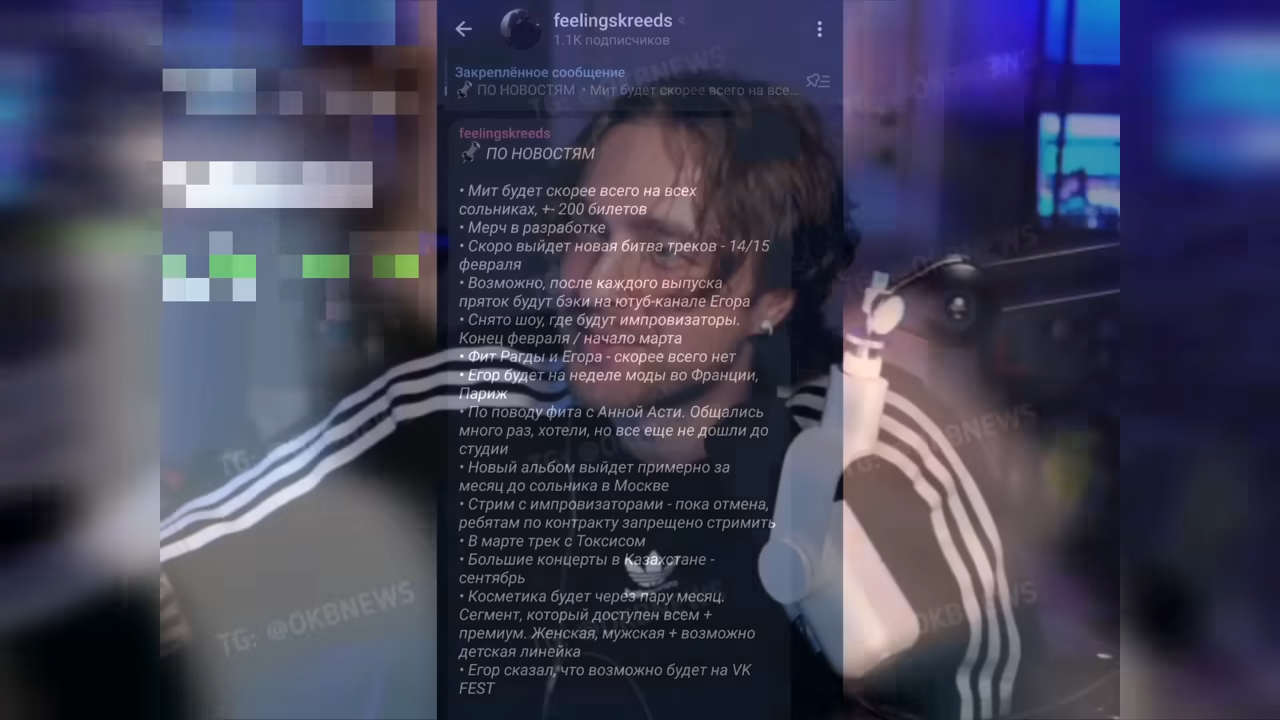 feelingskreeds
1.1K подписчиков
Закреплённое сообщение
ПО НОВОСТЯМ • Мит будет скорее всего на все...
feelingskreeds
ПО НОВОСТЯМ
• Мит будет скорее всего на всех
сольниках, +- 200 билетов
• Мерч в разработке
• Скоро выйдет новая битва треков - 14/15
февраля
• Возможно, после каждого выпуска
пряток будут бэки на ютуб-канале Егора
• Снято шоу, где будут импровизаторы.
Конец февраля / начало марта
• Фит Рагды и Егора - скорее всего нет
• Егор будет на неделе моды во Франции,
Париж
• По поводу фита с Анной Асти. Общались
много раз, хотели, но все еще не дошли до
студии
• Новый альбом выйдет примерно за
месяц до сольника в Москве
• Стрим с импровизаторами - пока отмена,
ребятам по контракту запрещено стримить
• В марте трек с Токсисом
• Большие концерты в Казахстане -
сентябрь
• Косметика будет через пару месяц.
Сегмент, который доступен всем +
премиум. Женская, мужская + возможно
детская линейка
• Егор сказал, что возможно будет на VK
FEST
TG: @OKBNEWS